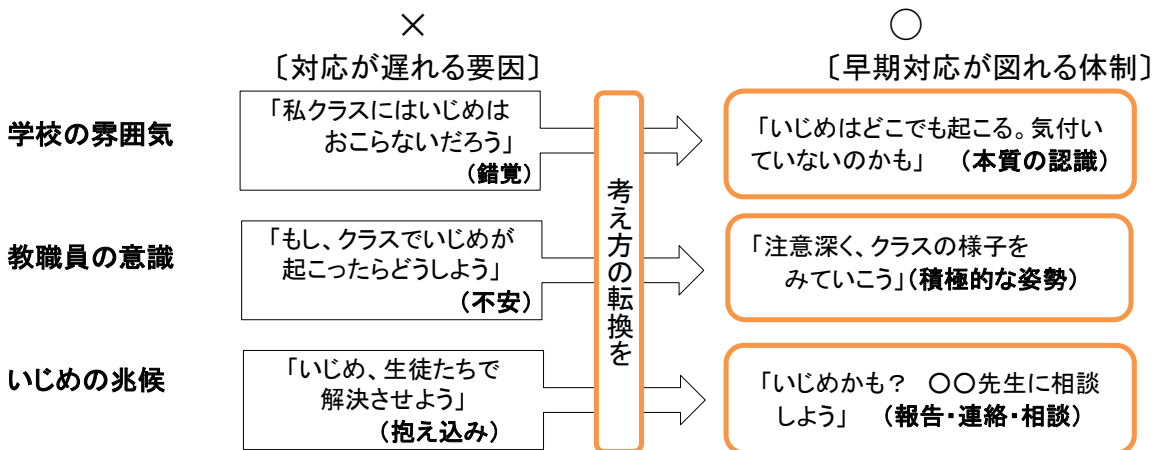 ×
○
〔対応が遅れる要因〕
〔早期対応が図れる体制〕
学校の雰囲気
「私クラスにはいじめは
おこらないだろう」
（錯覚）
「いじめはどこでも起こる。気付い
ていないのかも」　（本質の認識）
教職員の意識
「もし、クラスでいじめが
起こったらどうしよう」
（不安）
「注意深く、クラスの様子を
みていこう」（積極的な姿勢）
いじめの兆候
「いじめ、生徒たちで
解決させよう」
（抱え込み）
「いじめかも？　○○先生に相談
しよう」　（報告・連絡・相談）
考え方の転換を